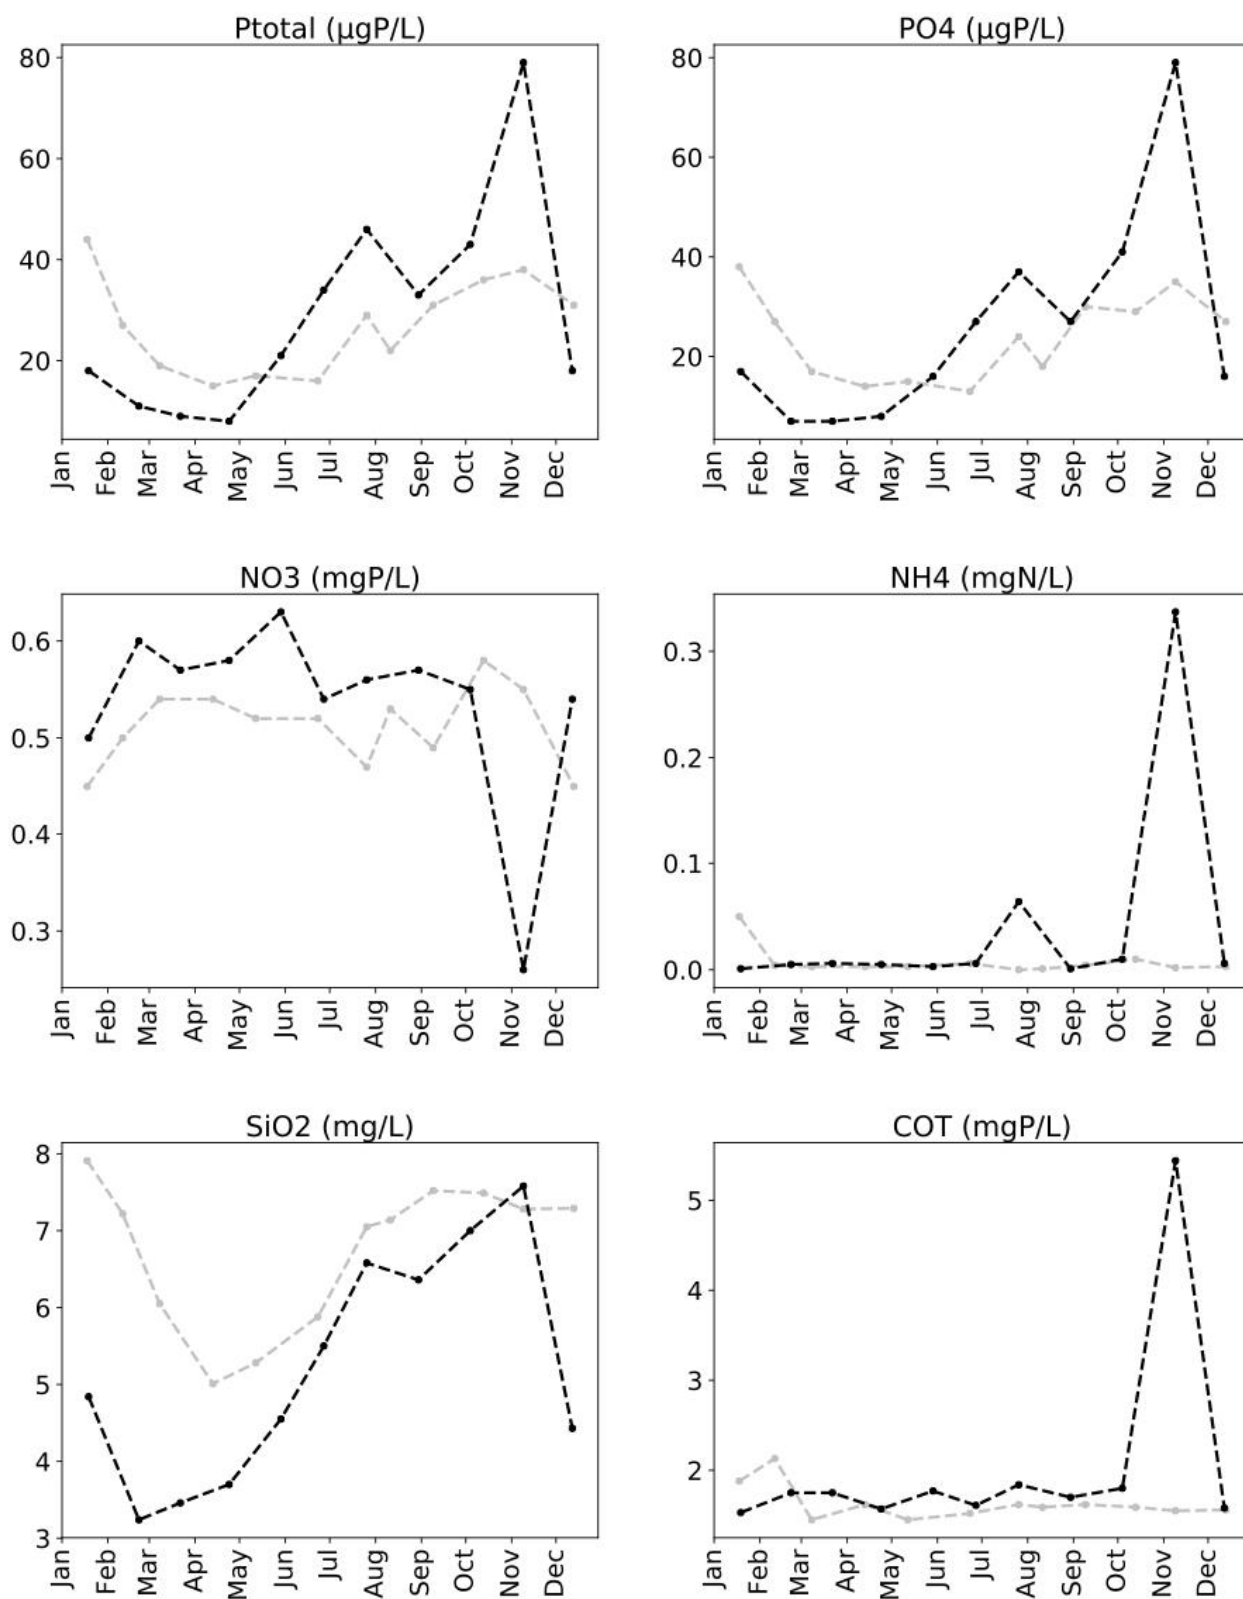 Ptotal (μgP/L)
80
60
40
20
Jan Feb Mar Apr May Jun Jul Aug Sep Oct Nov Dec
PO4 (μgP/L)
80
60
40
20
Jan Feb Mar Apr May Jun Jul Aug Sep Oct Nov Dec
NO3 (mgP/L)
0.6
0.5
0.4
0.3
Jan Feb Mar Apr May Jun Jul Aug Sep Oct Nov Dec
NH4 (mgN/L)
0.3
0.2
0.1
0.0
Jan Feb Mar Apr May Jun Jul Aug Sep Oct Nov Dec
SiO2 (mg/L)
8
7
6
5
4
3
Jan Feb Mar Apr May Jun Jul Aug Sep Oct Nov Dec
COT (mgP/L)
5
4
3
2
Jan Feb Mar Apr May Jun Jul Aug Sep Oct Nov Dec